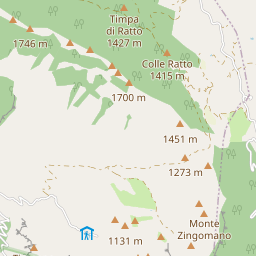 Timpa
di Ratto
1427 m
1746 m
Colle Ratto
1415 m
1700 m
1451 m
1273 m
Monte
Zingomano
1131 m